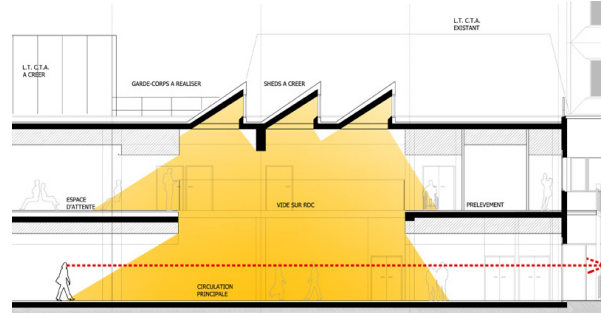 L.T. C.T.A.
EXISTANT
L.T. C.T.A.
A CREER
GARDE-CORPS A REALISER
SHEDS A CREER
ESPACE
D'ATTENTE
VIDE SUR RDC
PRELEVEMENT
CIRCULATION
PRINCIPALE